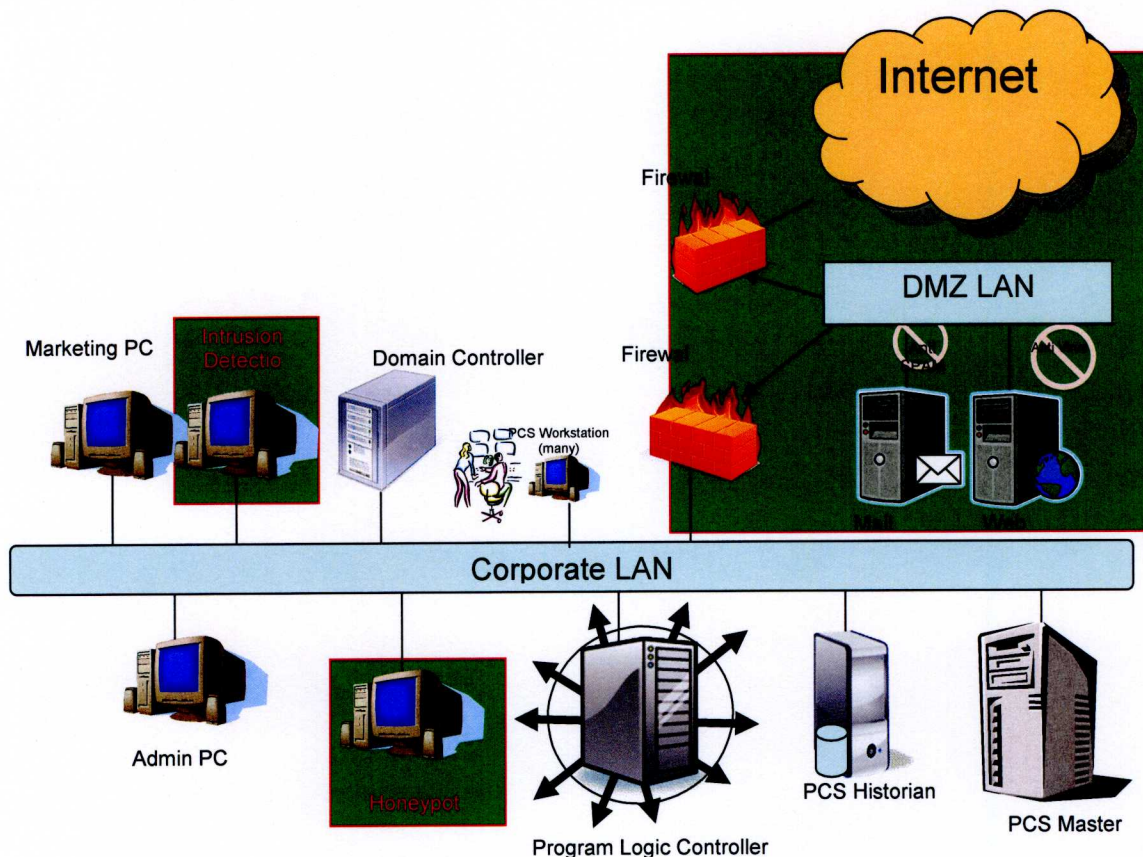 Internet
Firewal
DMZ LAN
Marketing PC
Intrusion
Detectio
Domain Controller
Firewal
PCS Workstation
(many)
SPAM
Mail
Web
Corporate LAN
Admin PC
Honeypot
Program Logic Controller
PCS Historian
PCS Master